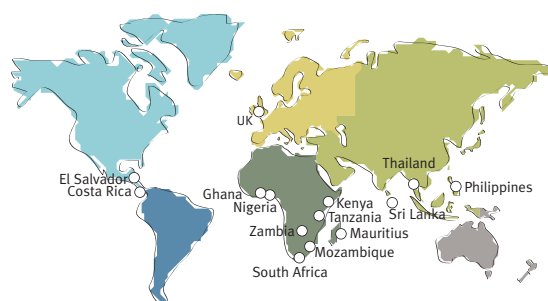 UK
Thailand
El Salvador
Costa Rica
Philippines
Ghana
Nigeria
Kenya
Tanzania
Sri Lanka
Zambia
Mauritius
Mozambique
South Africa